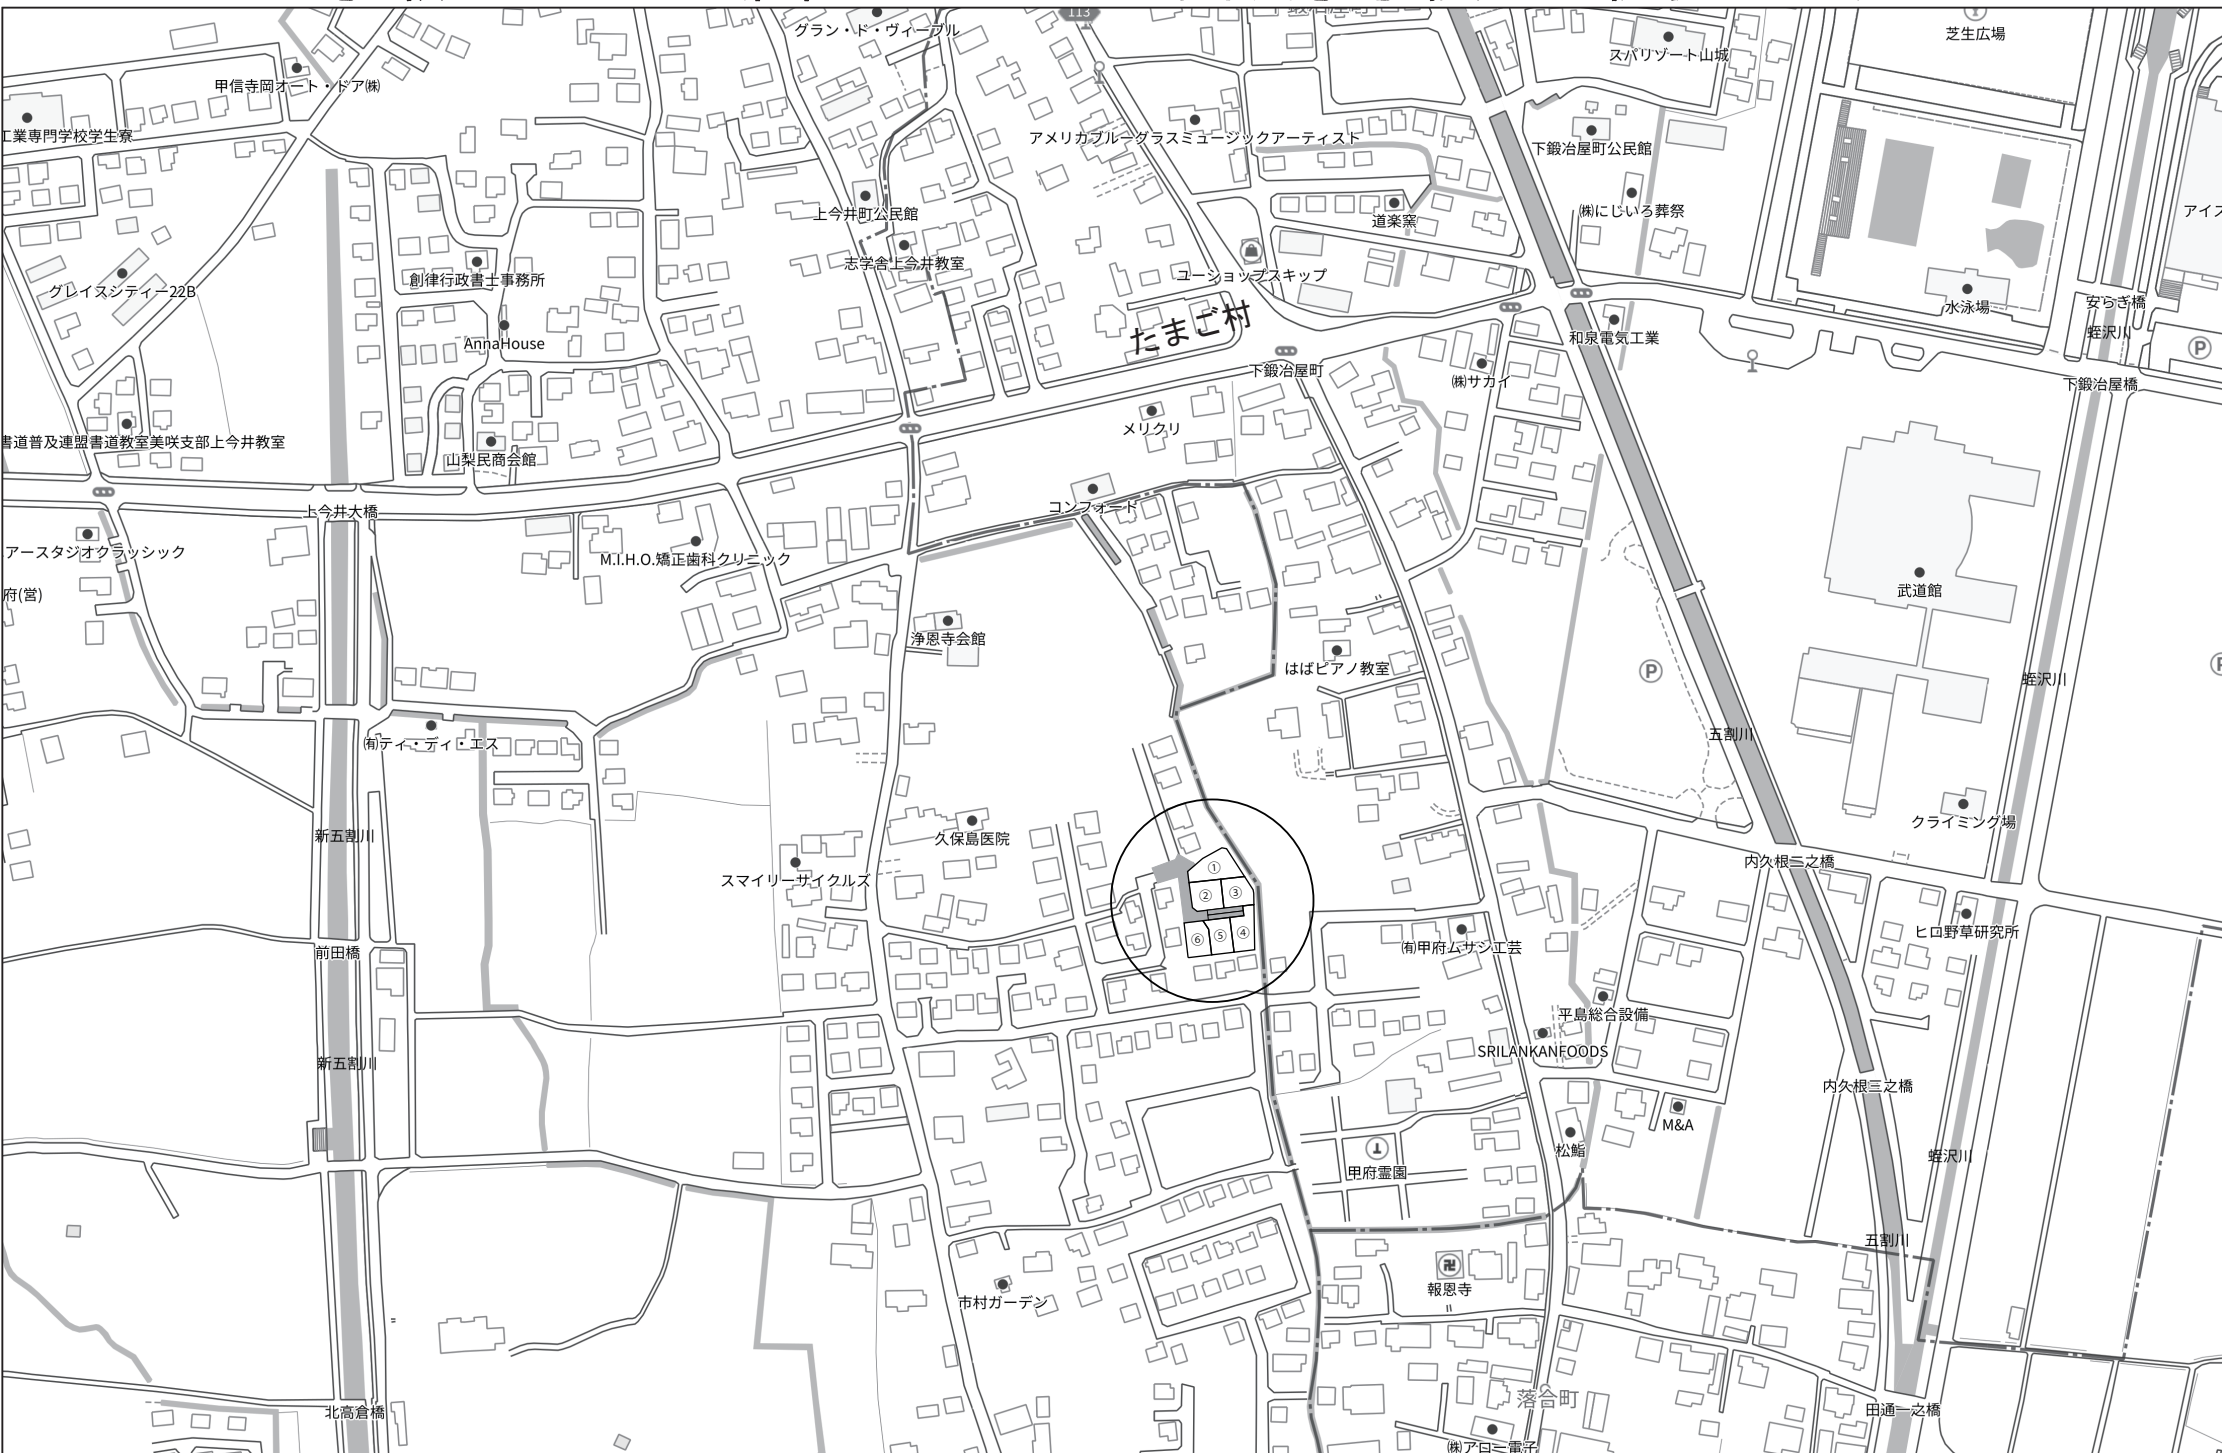 グラン・ド・ヴィーブル
113
芝生広場
スパリゾート山城
甲信寺岡オート・ドア㈱
工業専門学校学生寮
アメリカブルーグラスミュージックアーティスト
下鍛冶屋町公民館
上今井町公民館
道楽窯
㈱にじいろ葬祭
アイス
志学舎上今井教室
ユーショップスキップ
創律行政書士事務所
グレイスシティー22B
たまご村
水泳場
安らぎ橋
蛭沢川
P
和泉電気工業
AnnaHouse
下鍛冶屋町
㈱サカイ
下鍛冶屋橋
メリクリ
書道普及連盟書道教室美咲支部上今井教室
山梨民商会館
コンフォート
上今井大橋
アースタジオクラッシック
M.I.H.O.矯正歯科クリニック
府(営)
武道館
浄恩寺会館
はばピアノ教室
P
蛭沢川
P
五割川
㈲ティ・ディ・エス
新五割川
久保島医院
クライミング場
スマイリーサイクルズ
内久根二之橋
①
②
③
④
⑤
⑥
ヒロ野草研究所
㈲甲府ムサシ工芸
前田橋
平島総合設備
SRILANKANFOODS
新五割川
内久根三之橋
M&A
松鮨
蛭沢川
甲府霊園
五割川
報恩寺
市村ガーデン
落合町
北高倉橋
田通一之橋
㈱アロー電子